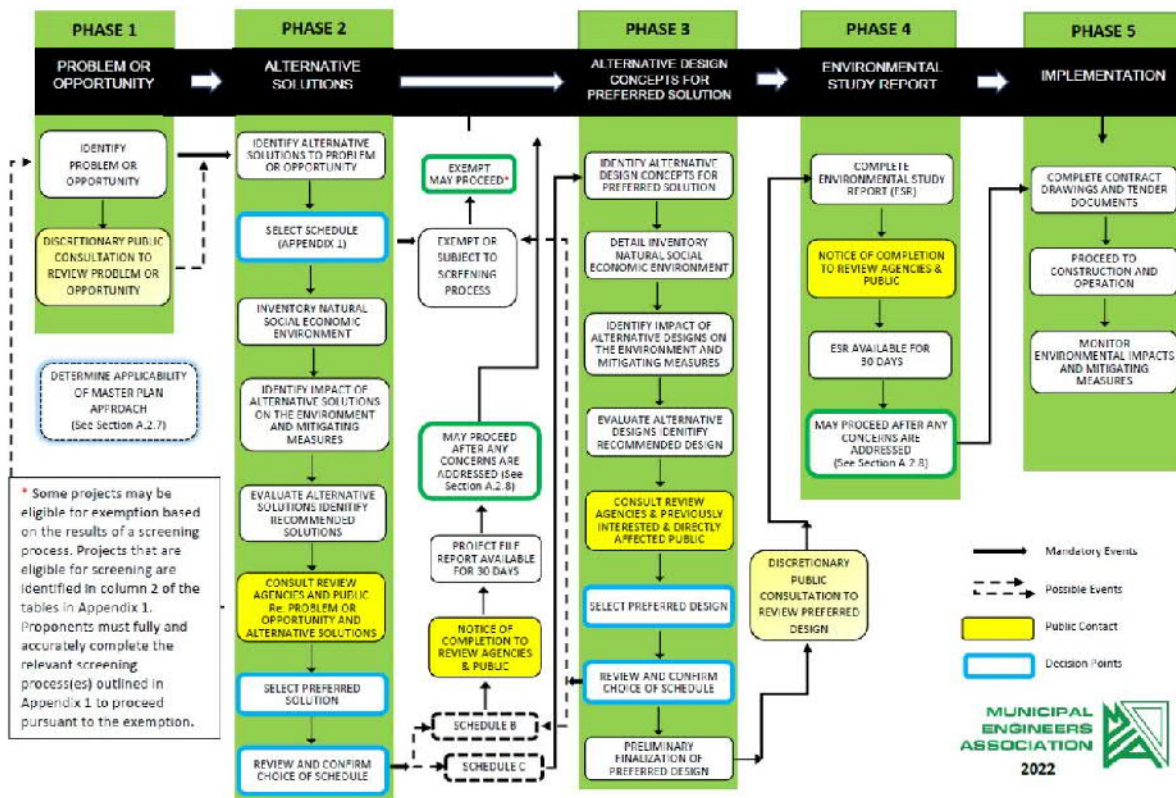 PHASE 1
PROBLEM OR
OPPORTUNITY
IDENTIFY
PROBLEM OR
OPPORTUNITY
DISCRETIONARY PUBLIC
CONSULTATION TO
REVIEW PROBLEM OR
OPPORTUNITY
DETERMINE APPLICABILITY
OF MASTER PLAN
APPROACH
(See Section A.2.7)
* Some projects may be
eligible for exemption based
on the results of a screening
process. Projects that are
eligible for screening are
identified in column 2 of the
tables in Appendix 1.
Proponents must fully and
accurately complete the
relevant screening
process(es) outlined in
Appendix 1 to proceed
pursuant to the exemption.
PHASE 2
ALTERNATIVE
SOLUTIONS
IDENTIFY ALTERNATIVE
SOLUTIONS TO PROBLEM
OR OPPORTUNITY
SELECT SCHEDULE
(APPENDIX 1)
INVENTORY NATURAL
SOCIAL ECONOMIC
ENVIRONMENT
IDENTIFY IMPACT OF
ALTERNATIVE SOLUTIONS
ON THE ENVIRONMENT
AND MITIGATING
MEASURES
EVALUATE ALTERNATIVE
SOLUTIONS IDENTIFY
RECOMMENDED
SOLUTIONS
CONSULT REVIEW
AGENCIES AND PUBLIC
Re: PROBLEM OR
OPPORTUNITY AND
ALTERNATIVE SOLUTIONS
SELECT PREFERRED
SOLUTION
REVIEW AND CONFIRM
CHOICE OF SCHEDULE
EXEMPT
MAY PROCEED*
EXEMPT OR
SUBJECT TO
SCREENING
PROCESS
MAY PROCEED
AFTER ANY
CONCERNS ARE
ADDRESSED (See
Section A.2.8)
PROJECT FILE
REPORT AVAILABLE
FOR 30 DAYS
NOTICE OF
COMPLETION TO
REVIEW AGENCIES
& PUBLIC
SCHEDULE B
SCHEDULE C
PHASE 3
ALTERNATIVE DESIGN
CONCEPTS FOR
PREFERRED SOLUTION
IDENTIFY ALTERNATIVE
DESIGN CONCEPTS FOR
PREFERRED SOLUTION
DETAIL INVENTORY
NATURAL SOCIAL
ECONOMIC ENVIRONMENT
IDENTIFY IMPACT OF
ALTERNATIVE DESIGNS ON
THE ENVIRONMENT AND
MITIGATING MEASURES
EVALUATE ALTERNATIVE
DESIGNS IDENTIFY
RECOMMENDED DESIGN
CONSULT REVIEW
AGENCIES & PREVIOUSLY
INTERESTED & DIRECTLY
AFFECTED PUBLIC
SELECT PREFERRED DESIGN
REVIEW AND CONFIRM
CHOICE OF SCHEDULE
PRELIMINARY
FINALIZATION OF
PREFERRED DESIGN
DISCRETIONARY
PUBLIC
CONSULTATION TO
REVIEW PREFERRED
DESIGN
PHASE 4
ENVIRONMENTAL
STUDY REPORT
COMPLETE
ENVIRONMENTAL STUDY
REPORT (ESR)
NOTICE OF COMPLETION
TO REVIEW AGENCIES &
PUBLIC
ESR AVAILABLE FOR
30 DAYS
MAY PROCEED AFTER ANY
CONCERNS ARE
ADDRESSED
(See Section A.2.8)
PHASE 5
IMPLEMENTATION
COMPLETE CONTRACT
DRAWINGS AND TENDER
DOCUMENTS
PROCEED TO
CONSTRUCTION AND
OPERATION
MONITOR
ENVIRONMENTAL IMPACTS
AND MITIGATING
MEASURES
Mandatory Events
Possible Events
Public Contact
Decision Points
MUNICIPAL
ENGINEERS
ASSOCIATION
2022